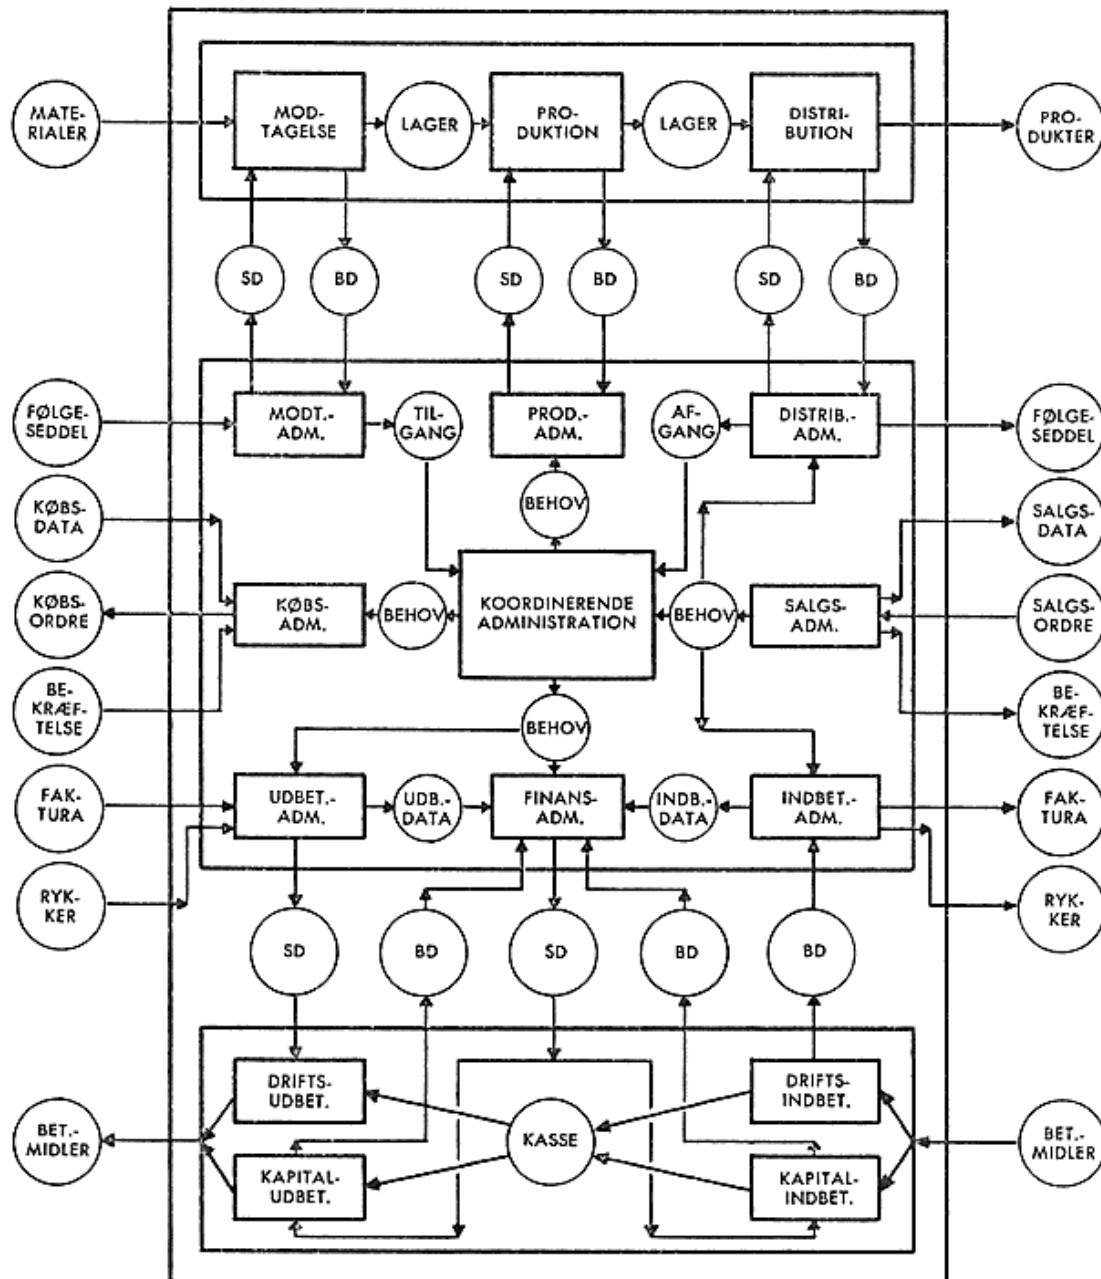 MATE-
RIALER
MOD-
TAGELSE
LAGER
PRO-
DUKTION
LAGER
DISTRI-
BUTION
PRO-
DUKTER
SD
BD
SD
BD
SD
BD
FØLGE-
SEDDEL
MODT.-
ADM.
TIL-
GANG
PROD.-
ADM.
AF-
GANG
DISTRIB.-
ADM.
FØLGE-
SEDDEL
KØBS-
DATA
BEHOV
SALGS-
DATA
KØBS-
ORDRE
KØBS-
ADM.
BEHOV
KOORDINERENDE
ADMINISTRATION
BEHOV
SALGS-
ADM.
SALGS-
ORDRE
BE-
KRÆF-
TELSE
BEHOV
BE-
KRÆF-
TELSE
FAK-
TURA
UDBET.-
ADM.
UDB.-
DATA
FINANS-
ADM.
INDB.-
DATA
INDBET.-
ADM.
FAK-
TURA
RYK-
KER
RYK-
KER
SD
BD
SD
BD
BD
DRIFTS-
UDBET.
DRIFTS-
INDBET.
BET.-
MIDLER
KASSE
BET.-
MIDLER
KAPITAL-
UDBET.
KAPITAL-
INDBET.